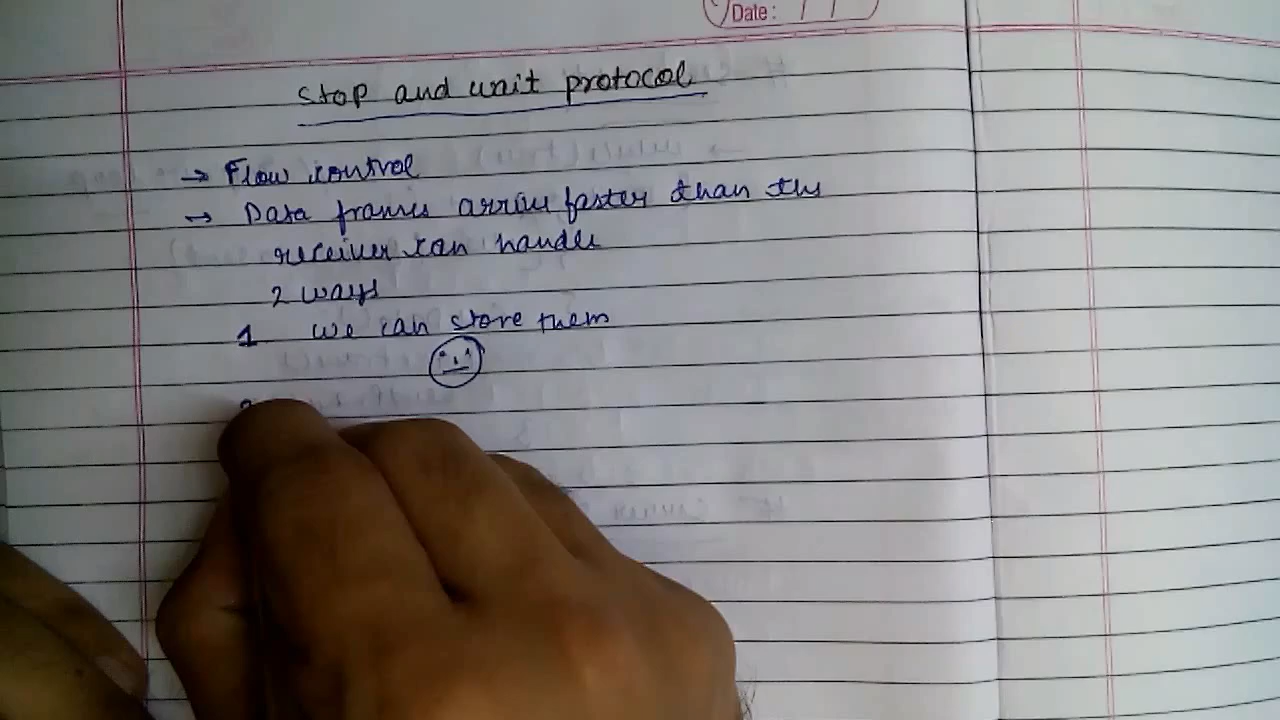 Date :
Stop and wait protocol
→ Flow control
→ Data frames arrive faster than the
receiver can handle
2 ways
1 we can store them
2